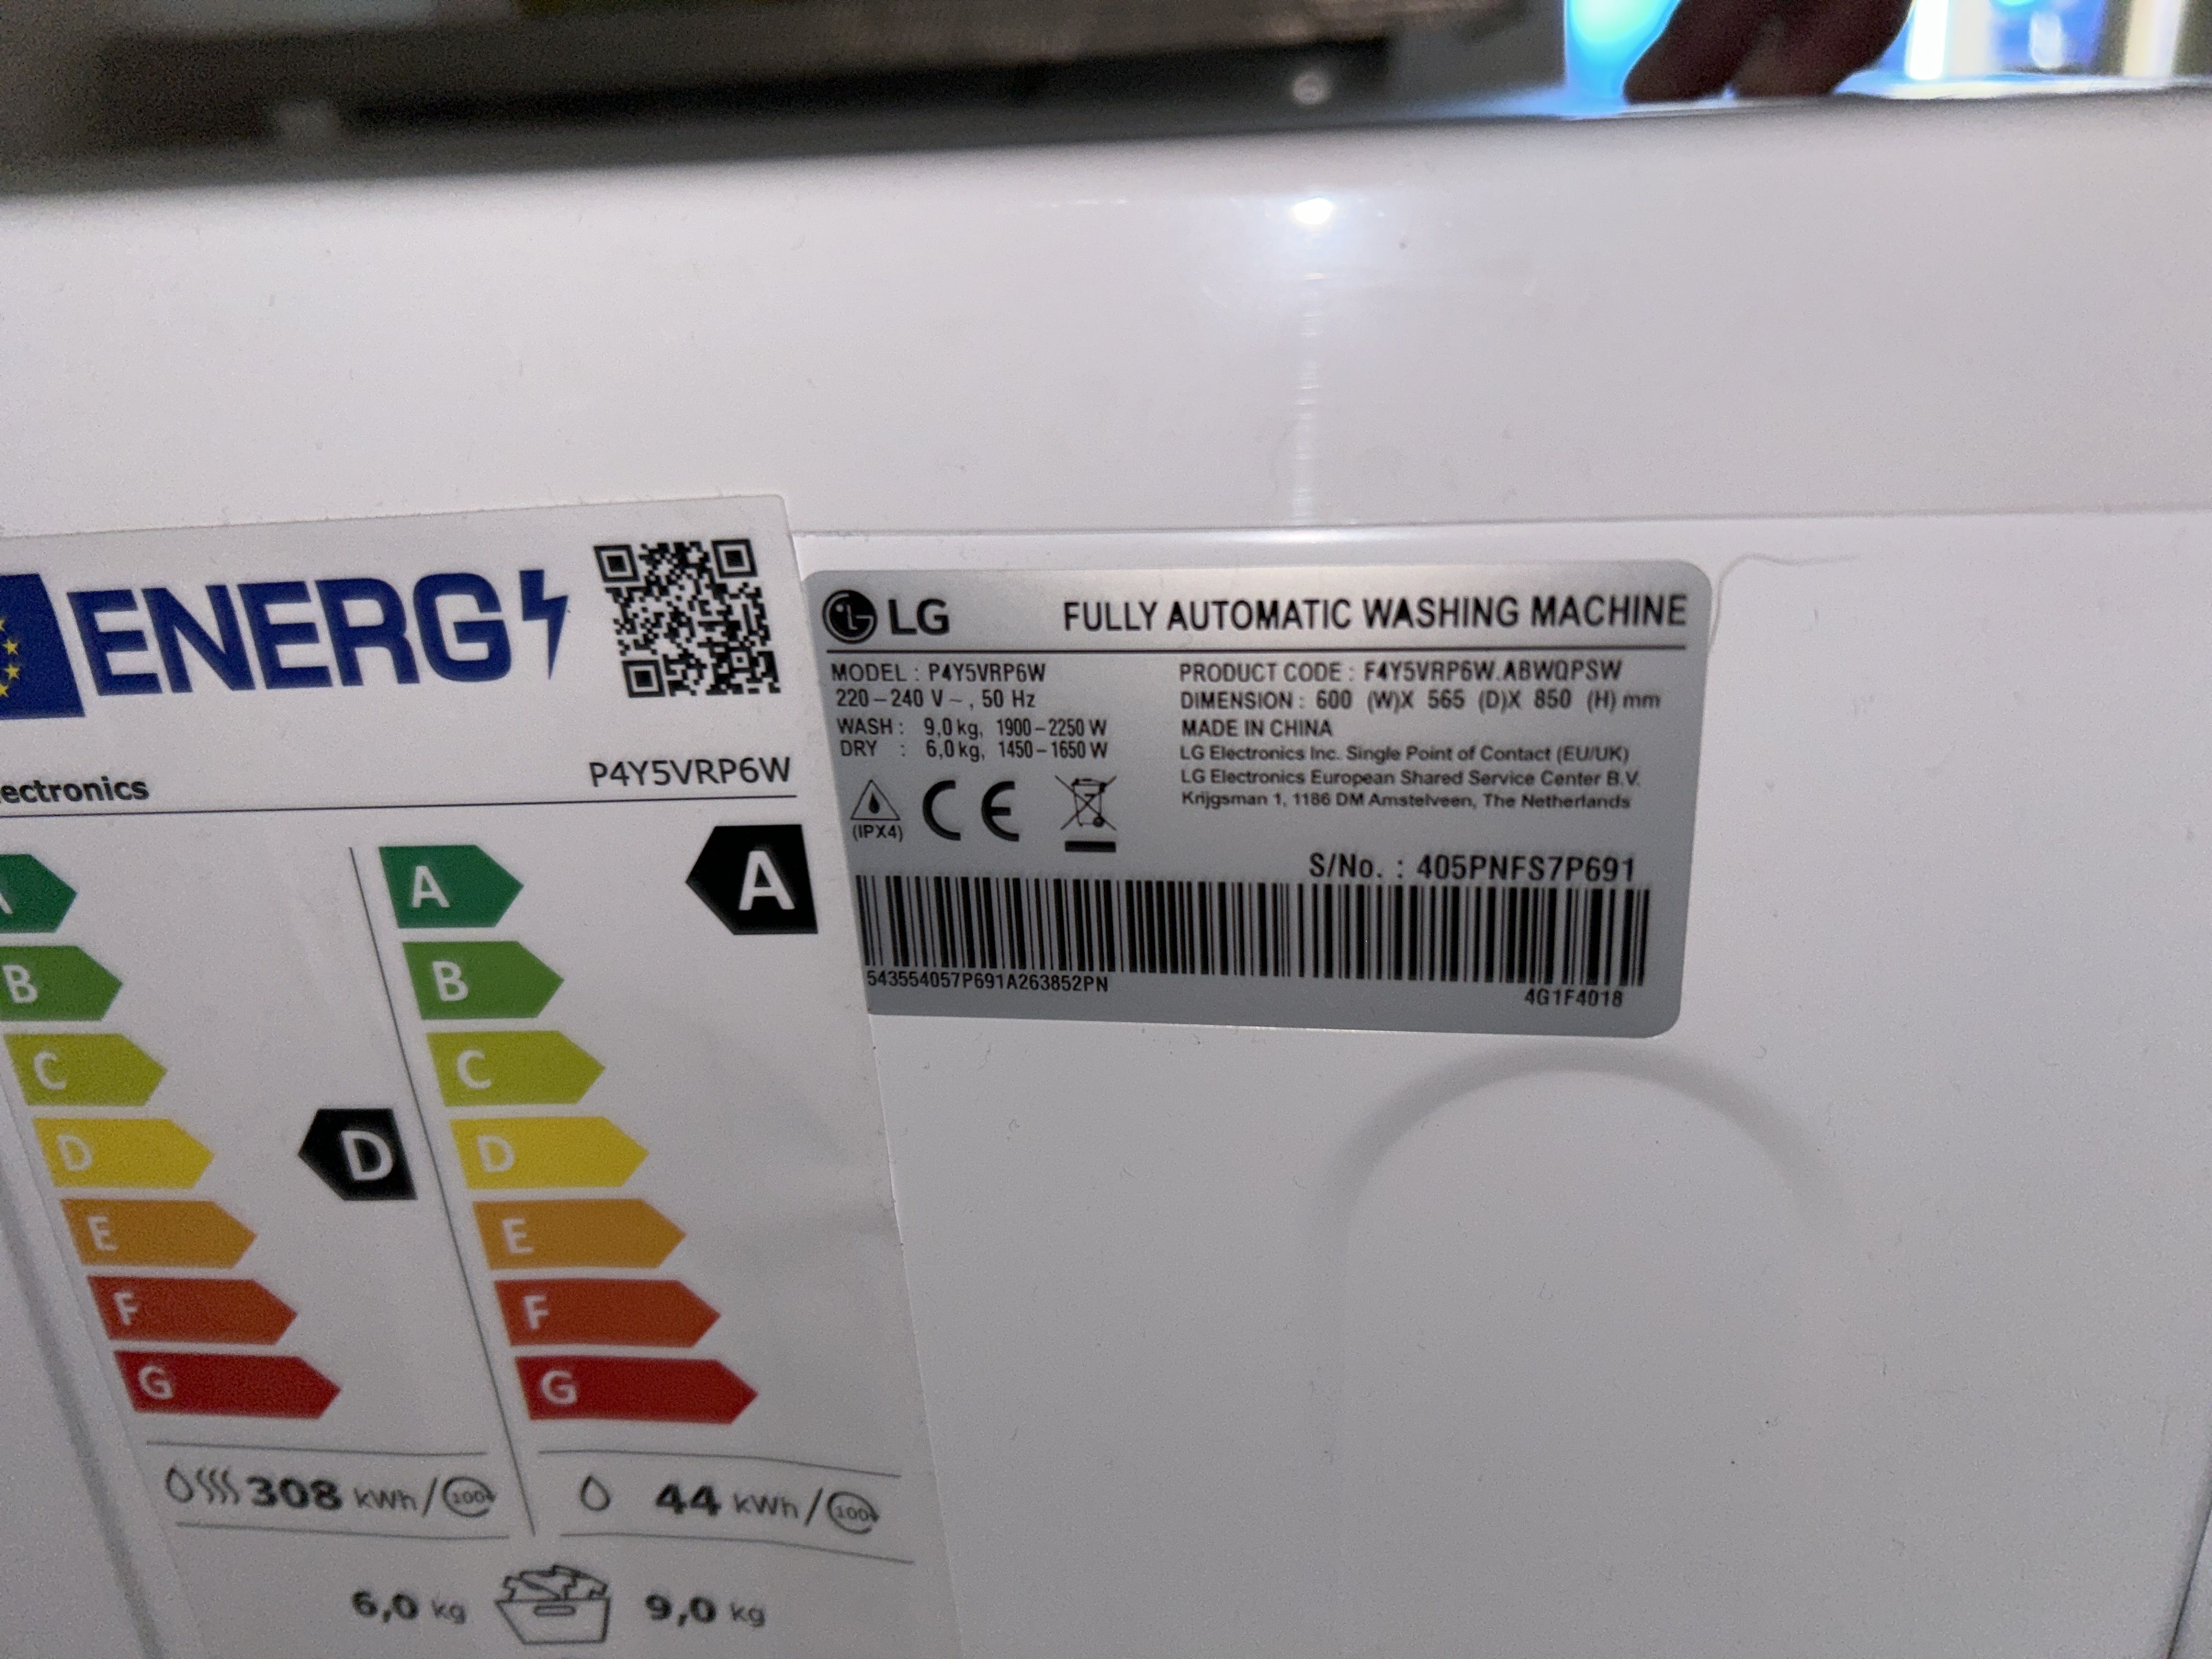 ENERG
P4Y5VRP6W
A
B
C
D
E
F
G
D
A
B
C
D
E
F
G
A
308 kWh/100
44 kWh/100
6,0 kg
9,0 kg
LG
FULLY AUTOMATIC WASHING MACHINE
MODEL : P4Y5VRP6W
220-240 V~, 50 Hz
WASH : 9,0 kg, 1900-2250 W
DRY : 6,0 kg, 1450-1650 W
(IPX4)
CE
PRODUCT CODE : F4Y5VRP6W.ABWQPSW
DIMENSION : 600 (W)X 565 (D)X 850 (H) mm
MADE IN CHINA
LG Electronics Inc. Single Point of Contact (EU/UK)
LG Electronics European Shared Service Center B.V.
Krijgsman 1, 1186 DM Amstelveen, The Netherlands
S/No. : 405PNFS7P691
543554057P691A263852PN
4G1F4018